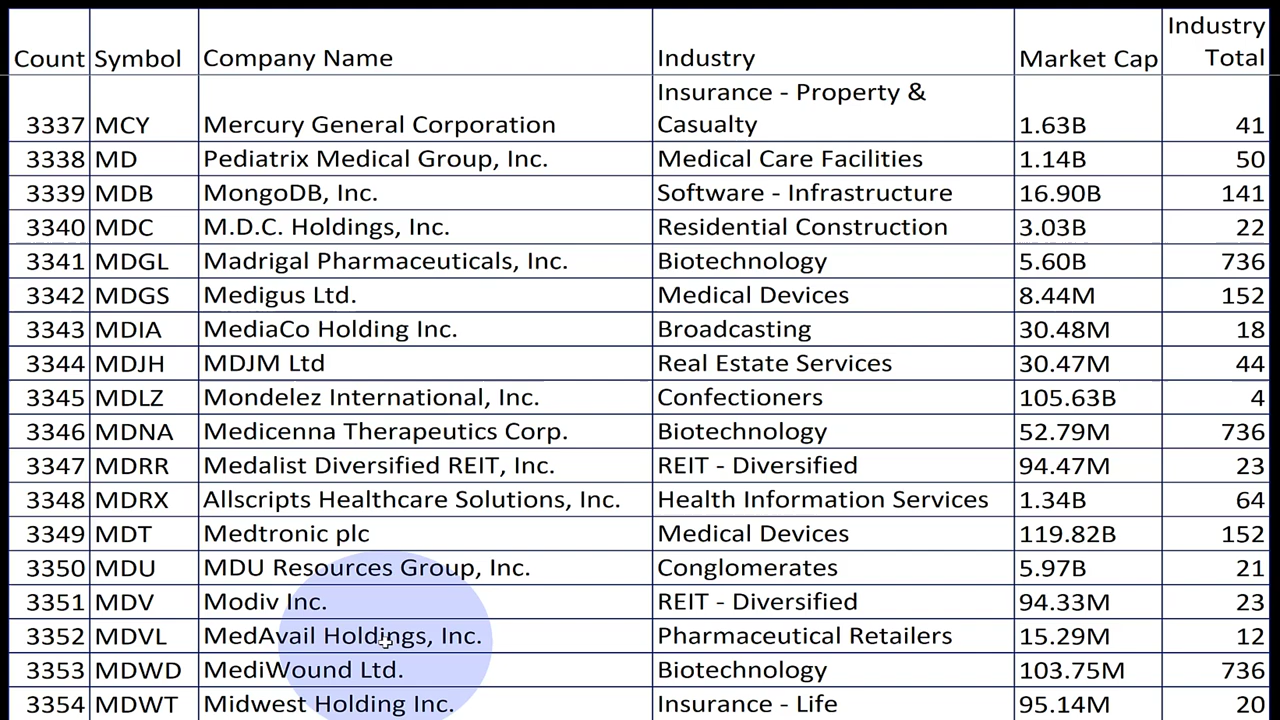 Count Symbol Company Name Industry Market Cap Industry Total
3337 MCY Mercury General Corporation Insurance - Property & Casualty 1.63B 41
3338 MD Pediatrix Medical Group, Inc. Medical Care Facilities 1.14B 50
3339 MDB MongoDB, Inc. Software - Infrastructure 16.90B 141
3340 MDC M.D.C. Holdings, Inc. Residential Construction 3.03B 22
3341 MDGL Madrigal Pharmaceuticals, Inc. Biotechnology 5.60B 736
3342 MDGS Medigus Ltd. Medical Devices 8.44M 152
3343 MDIA MediaCo Holding Inc. Broadcasting 30.48M 18
3344 MDJH MDJM Ltd Real Estate Services 30.47M 44
3345 MDLZ Mondelez International, Inc. Confectioners 105.63B 4
3346 MDNA Medicenna Therapeutics Corp. Biotechnology 52.79M 736
3347 MDRR Medalist Diversified REIT, Inc. REIT - Diversified 94.47M 23
3348 MDRX Allscripts Healthcare Solutions, Inc. Health Information Services 1.34B 64
3349 MDT Medtronic plc Medical Devices 119.82B 152
3350 MDU MDU Resources Group, Inc. Conglomerates 5.97B 21
3351 MDV Modiv Inc. REIT - Diversified 94.33M 23
3352 MDVL MedAvail Holdings, Inc. Pharmaceutical Retailers 15.29M 12
3353 MDWD MediWound Ltd. Biotechnology 103.75M 736
3354 MDWT Midwest Holding Inc. Insurance - Life 95.14M 20